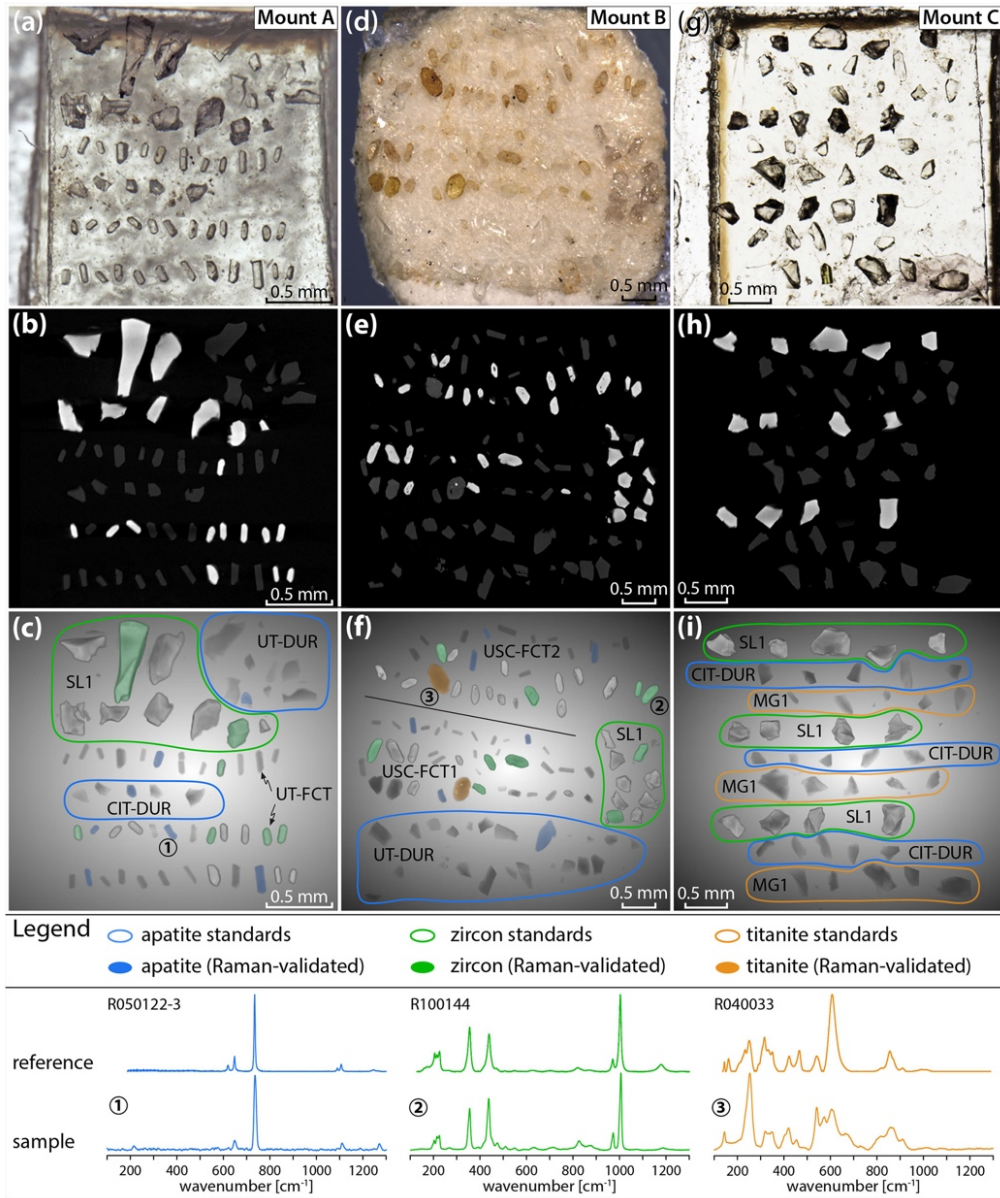 (a)
Mount A
0.5 mm
(d)
Mount B
0.5 mm
(g)
Mount C
0.5 mm
(b)
0.5 mm
(e)
0.5 mm
(h)
0.5 mm
(c)
UT-DUR
SL1
UT-FCT
CIT-DUR
①
0.5 mm
(f)
USC-FCT2
③
②
SL1
USC-FCT1
UT-DUR
0.5 mm
(i)
SL1
CIT-DUR
MG1
SL1
CIT-DUR
MG1
SL1
CIT-DUR
MG1
0.5 mm
Legend
apatite standards
zircon standards
titanite standards
apatite (Raman-validated)
zircon (Raman-validated)
titanite (Raman-validated)
R050122-3
R100144
R040033
reference
①
②
③
sample
200 400 600 800 1000 1200
200 400 600 800 1000 1200
200 400 600 800 1000 1200
wavenumber [cm⁻¹]
wavenumber [cm⁻¹]
wavenumber [cm⁻¹]